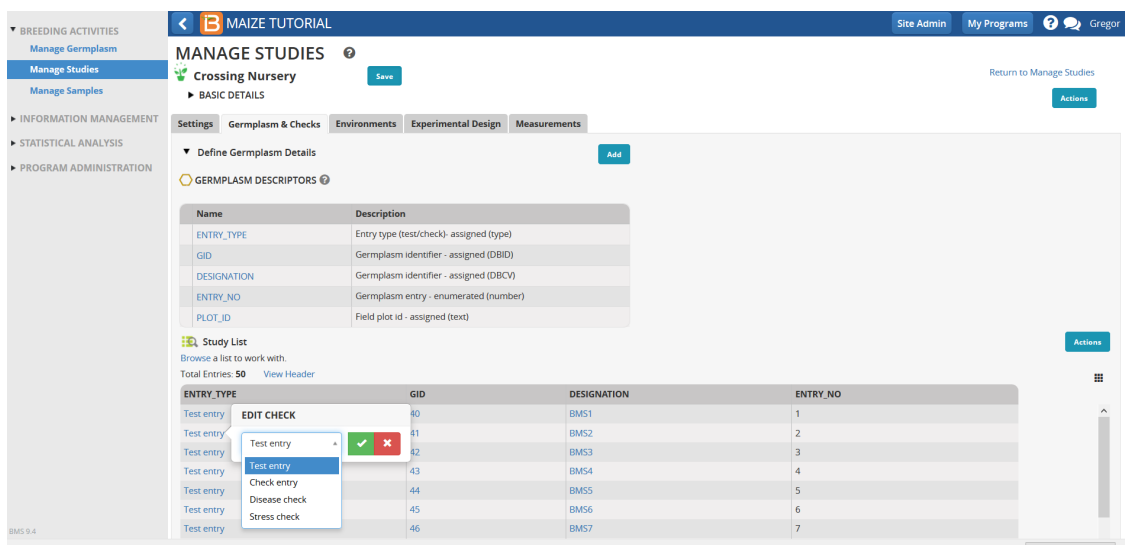 MAIZE TUTORIAL
Site Admin
My Programs
Gregor
BREEDING ACTIVITIES
Manage Germplasm
Manage Studies
Manage Samples
INFORMATION MANAGEMENT
STATISTICAL ANALYSIS
PROGRAM ADMINISTRATION
BMS 9.4
MANAGE STUDIES
Crossing Nursery
Save
Return to Manage Studies
BASIC DETAILS
Actions
Settings Germplasm & Checks Environments Experimental Design Measurements
Define Germplasm Details
Add
GERMPLASM DESCRIPTORS
Name Description
ENTRY_TYPE Entry type (test/check)- assigned (type)
GID Germplasm identifier - assigned (DBID)
DESIGNATION Germplasm identifier - assigned (DBCV)
ENTRY_NO Germplasm entry - enumerated (number)
PLOT_ID Field plot id - assigned (text)
Study List
Actions
Browse a list to work with.
Total Entries: 50 View Header
ENTRY_TYPE GID DESIGNATION ENTRY_NO
Test entry 40 BMS1 1
Test entry 41 BMS2 2
Test entry 42 BMS3 3
Test entry 43 BMS4 4
Test entry 44 BMS5 5
Test entry 45 BMS6 6
Test entry 46 BMS7 7
EDIT CHECK
Test entry
Test entry
Check entry
Disease check
Stress check